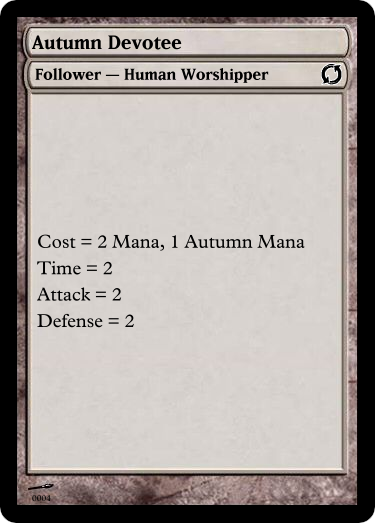 Autumn Devotee
Follower — Human Worshipper
Cost = 2 Mana, 1 Autumn Mana
Time = 2
Attack = 2
Defense = 2
0004